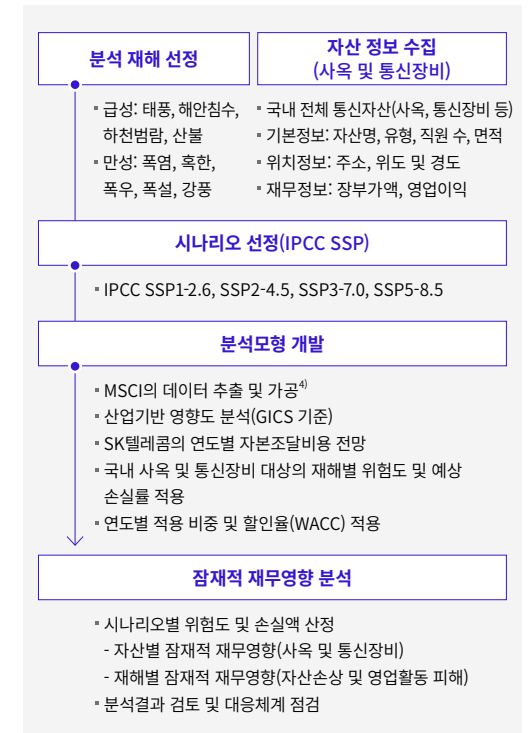 분석 재해 선정
▪ 급성: 태풍, 해안침수,
하천범람, 산불
▪ 만성: 폭염, 혹한,
폭우, 폭설, 강풍
자산 정보 수집
(사옥 및 통신장비)
▪ 국내 전체 통신자산(사옥, 통신장비 등)
▪ 기본정보: 자산명, 유형, 직원 수, 면적
▪ 위치정보: 주소, 위도 및 경도
▪ 재무정보: 장부가액, 영업이익
시나리오 선정(IPCC SSP)
▪ IPCC SSP1-2.6, SSP2-4.5, SSP3-7.0, SSP5-8.5
분석모형 개발
▪ MSCI의 데이터 추출 및 가공4)
▪ 산업기반 영향도 분석(GICS 기준)
▪ SK텔레콤의 연도별 자본조달비용 전망
▪ 국내 사옥 및 통신장비 대상의 재해별 위험도 및 예상
손실률 적용
▪ 연도별 적용 비중 및 할인율(WACC) 적용
잠재적 재무영향 분석
▪ 시나리오별 위험도 및 손실액 산정
- 자산별 잠재적 재무영향(사옥 및 통신장비)
- 재해별 잠재적 재무영향(자산손상 및 영업활동 피해)
▪ 분석결과 검토 및 대응체계 점검